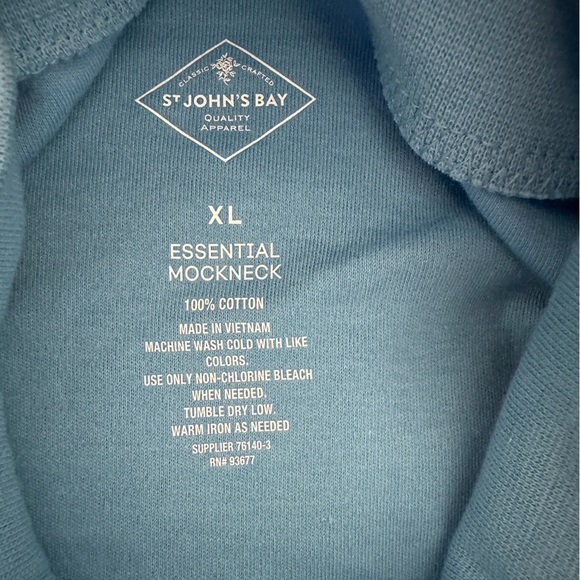 CLASSIC CRAFTED
ST JOHN'S BAY
QUALITY
APPAREL
XL
ESSENTIAL
MOCKNECK
100% COTTON
MADE IN VIETNAM
MACHINE WASH COLD WITH LIKE
COLORS.
USE ONLY NON-CHLORINE BLEACH
WHEN NEEDED.
TUMBLE DRY LOW.
WARM IRON AS NEEDED
SUPPLIER 76140-3
RN# 93677